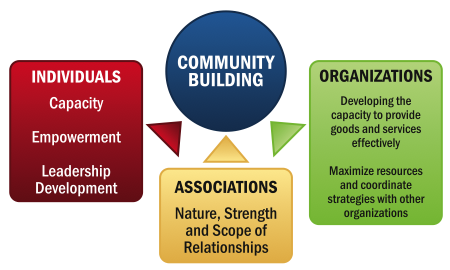 COMMUNITY
BUILDING
INDIVIDUALS
Capacity
Empowerment
Leadership
Development
ASSOCIATIONS
Nature, Strength
and Scope of
Relationships
ORGANIZATIONS
Developing the
capacity to provide
goods and services
effectively
Maximize resources
and coordinate
strategies with other
organizations